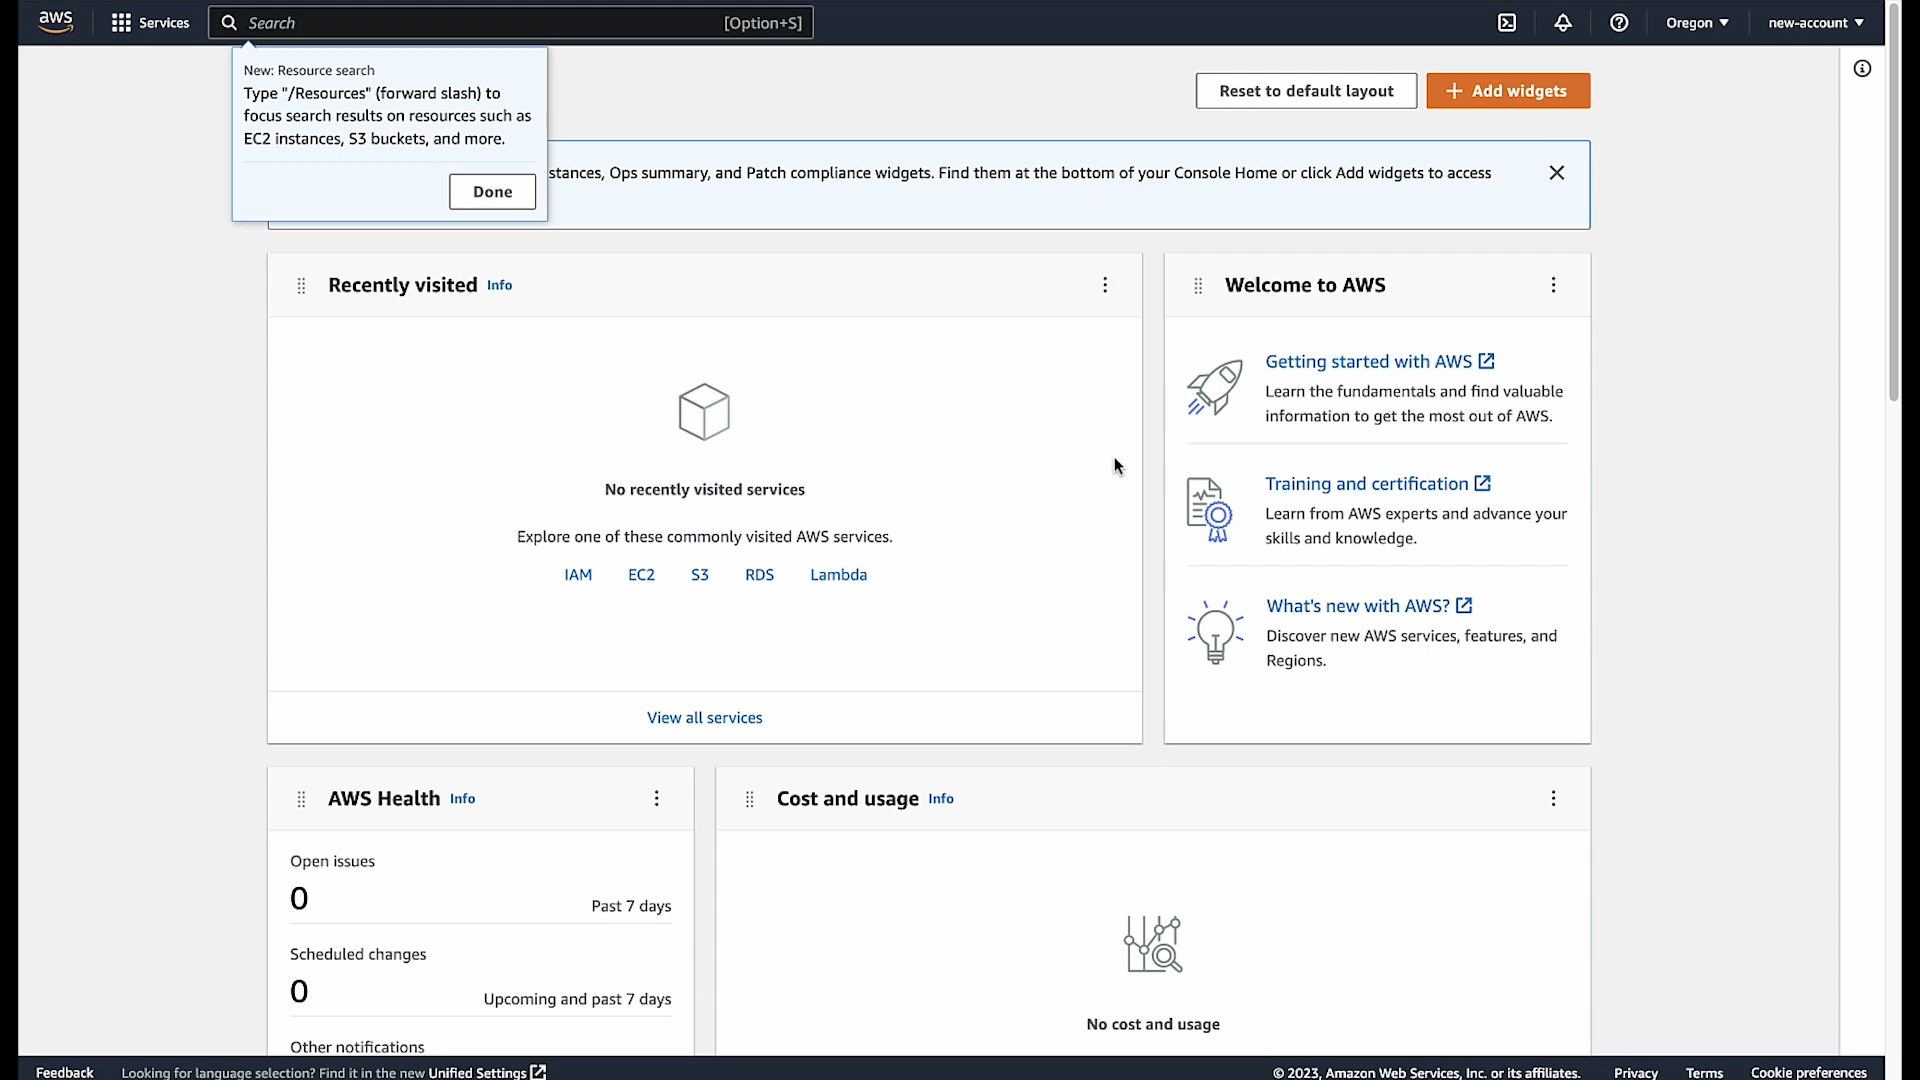 aws
Services
Search
[Option+S]
Oregon
new-account
New: Resource search
Type "/Resources" (forward slash) to
focus search results on resources such as
EC2 instances, S3 buckets, and more.
Done
Reset to default layout
Add widgets
stances, Ops summary, and Patch compliance widgets. Find them at the bottom of your Console Home or click Add widgets to access
Recently visited Info
No recently visited services
Explore one of these commonly visited AWS services.
IAM EC2 S3 RDS Lambda
View all services
Welcome to AWS
Getting started with AWS
Learn the fundamentals and find valuable
information to get the most out of AWS.
Training and certification
Learn from AWS experts and advance your
skills and knowledge.
What's new with AWS?
Discover new AWS services, features, and
Regions.
AWS Health Info
Open issues
0
Past 7 days
Scheduled changes
0
Upcoming and past 7 days
Other notifications
Cost and usage Info
No cost and usage
Feedback
Looking for language selection? Find it in the new Unified Settings
© 2023, Amazon Web Services, Inc. or its affiliates.
Privacy
Terms
Cookie preferences